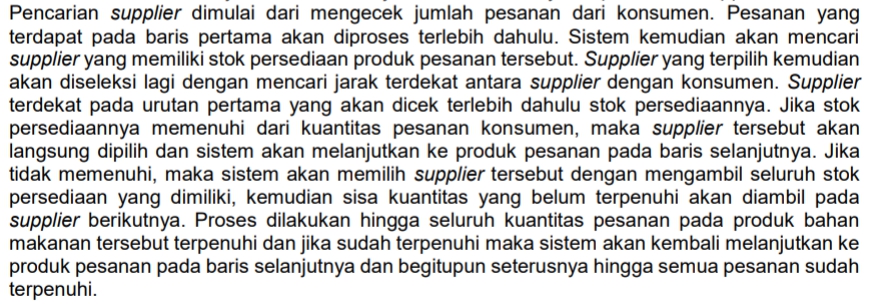 Pencarian supplier dimulai dari mengecek jumlah pesanan dari konsumen. Pesanan yang
terdapat pada baris pertama akan diproses terlebih dahulu. Sistem kemudian akan mencari
supplier yang memiliki stok persediaan produk pesanan tersebut. Supplier yang terpilih kemudian
akan diseleksi lagi dengan mencari jarak terdekat antara supplier dengan konsumen. Supplier
terdekat pada urutan pertama yang akan dicek terlebih dahulu stok persediaannya. Jika stok
persediaannya memenuhi dari kuantitas pesanan konsumen, maka supplier tersebut akan
langsung dipilih dan sistem akan melanjutkan ke produk pesanan pada baris selanjutnya. Jika
tidak memenuhi, maka sistem akan memilih supplier tersebut dengan mengambil seluruh stok
persediaan yang dimiliki, kemudian sisa kuantitas yang belum terpenuhi akan diambil pada
supplier berikutnya. Proses dilakukan hingga seluruh kuantitas pesanan pada produk bahan
makanan tersebut terpenuhi dan jika sudah terpenuhi maka sistem akan kembali melanjutkan ke
produk pesanan pada baris selanjutnya dan begitupun seterusnya hingga semua pesanan sudah
terpenuhi.